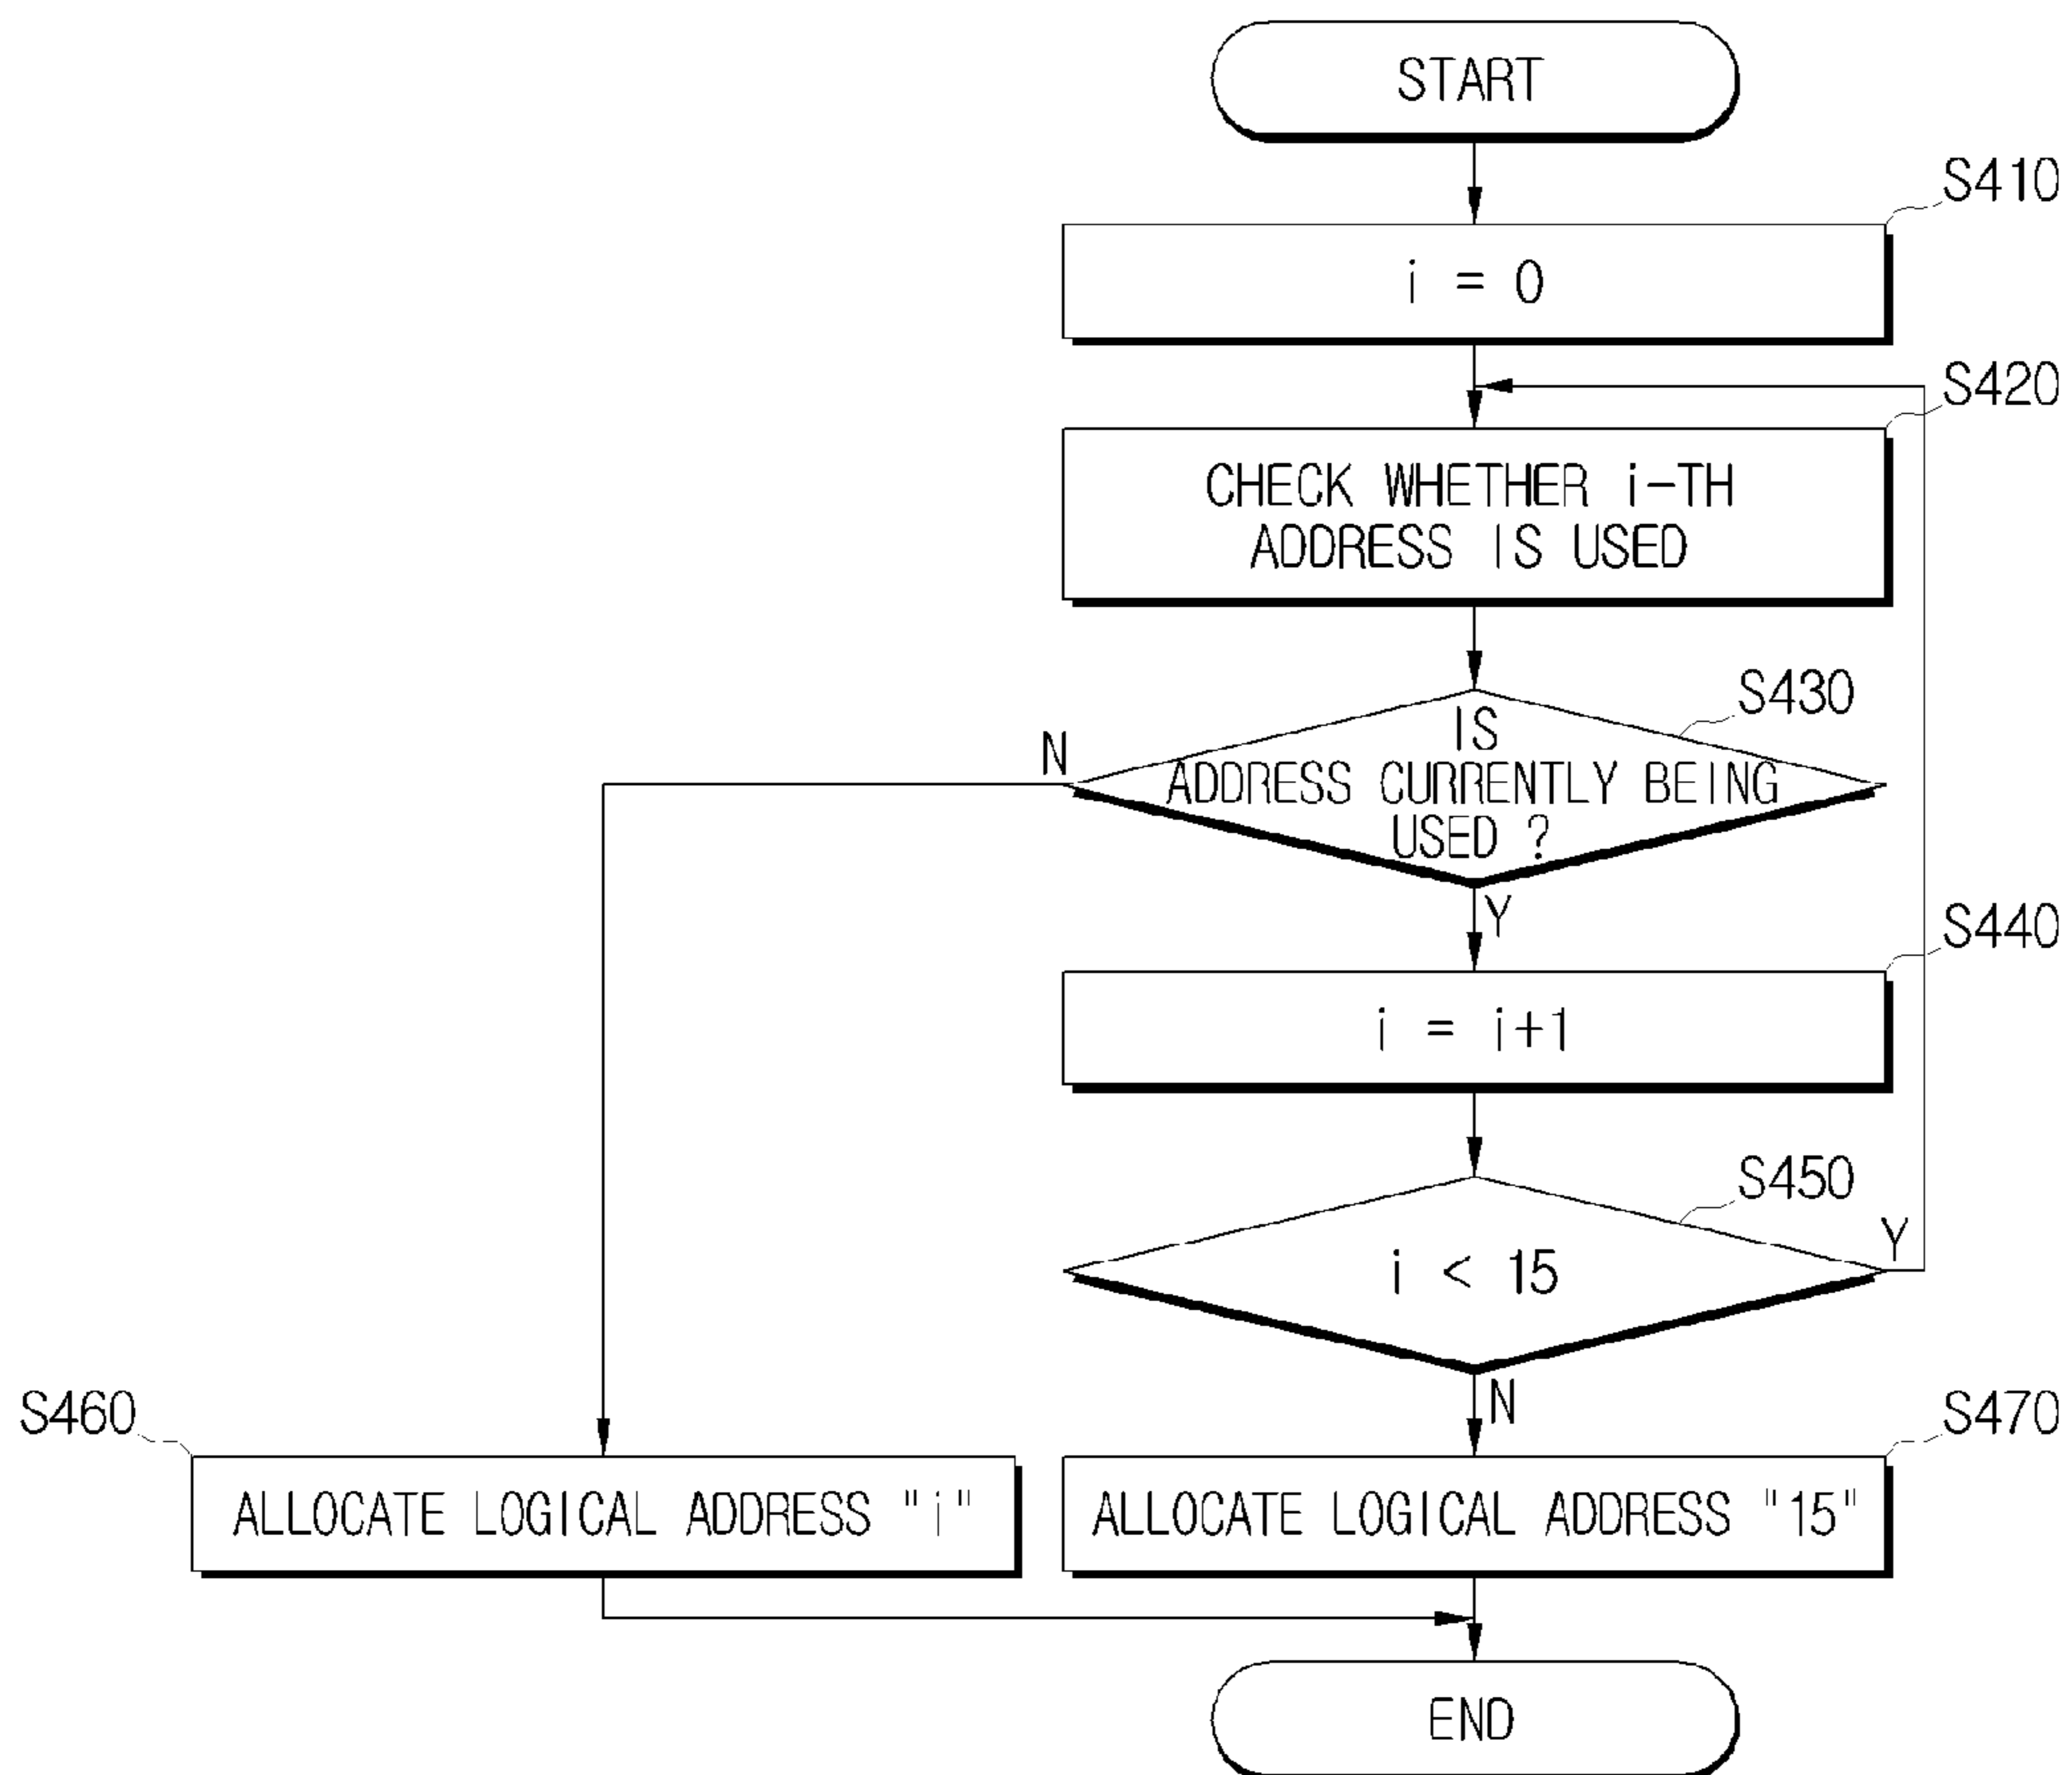 START
S410
i = 0
S420
CHECK WHETHER i-TH
ADDRESS IS USED
S430
IS
ADDRESS CURRENTLY BEING
USED ?
N
Y
S440
i = i+1
S450
i < 15
Y
N
S460
ALLOCATE LOGICAL ADDRESS "i"
S470
ALLOCATE LOGICAL ADDRESS "15"
END